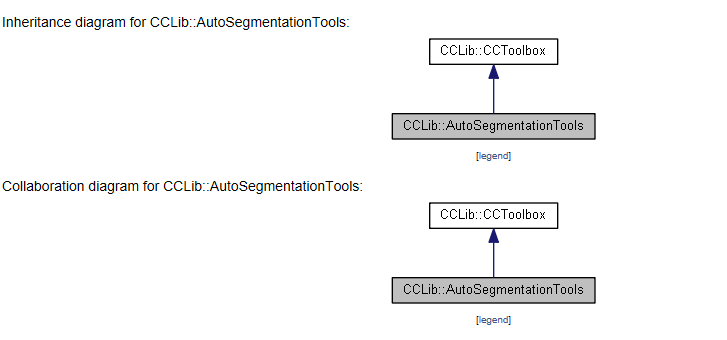 Inheritance diagram for CCLib::AutoSegmentationTools:
CCLib::CCToolbox
CCLib::AutoSegmentationTools
[legend]
Collaboration diagram for CCLib::AutoSegmentationTools:
CCLib::CCToolbox
CCLib::AutoSegmentationTools
[legend]